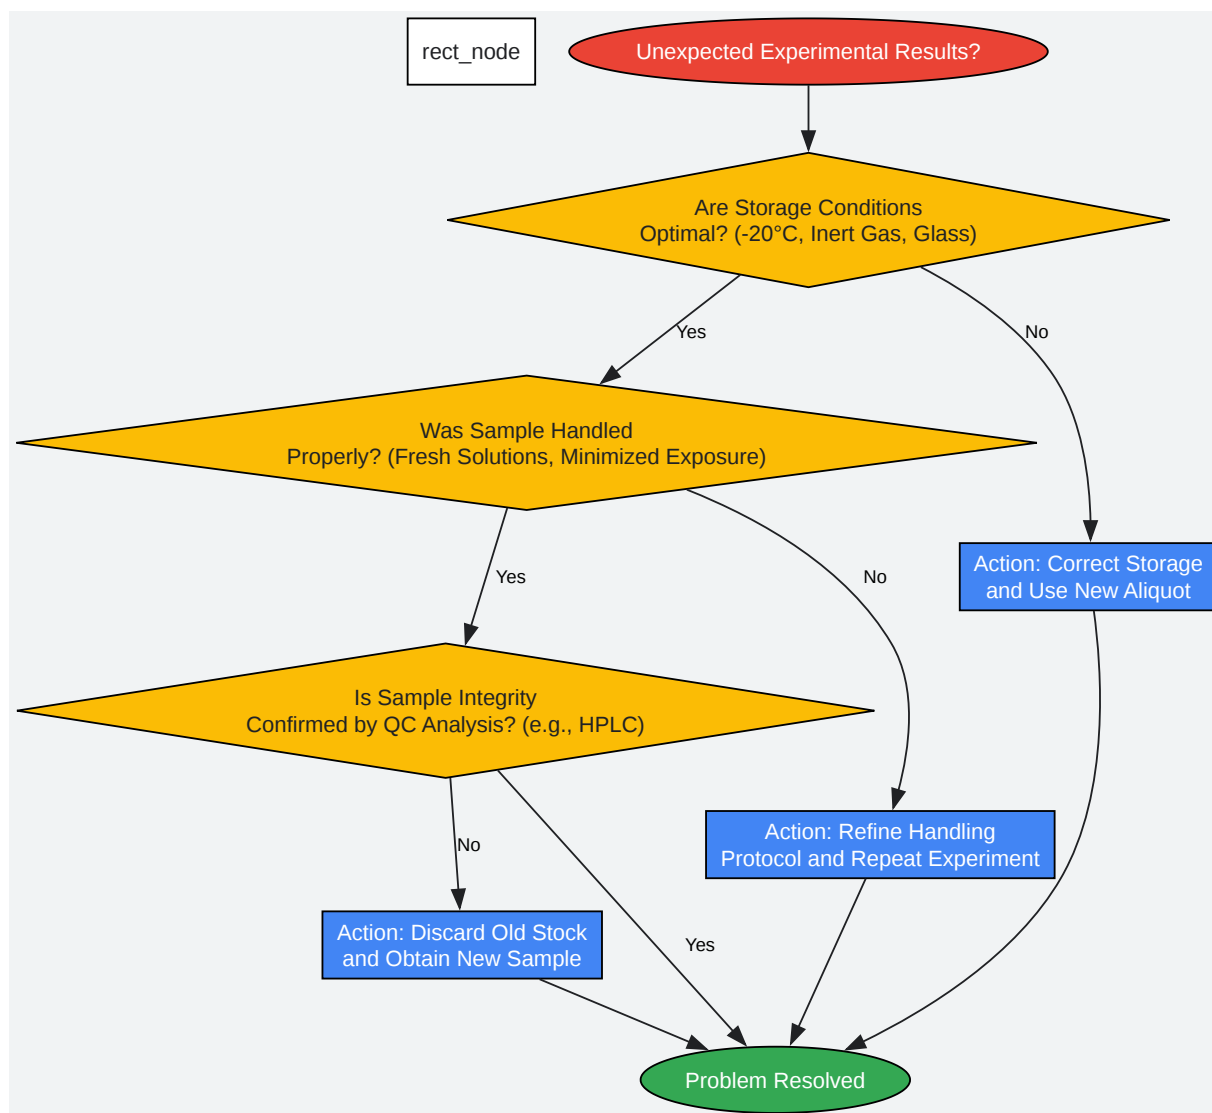 rect_node
Unexpected Experimental Results?
Are Storage Conditions
Optimal? (-20°C, Inert Gas, Glass)
Yes
No
Was Sample Handled
Properly? (Fresh Solutions, Minimized Exposure)
Yes
No
Action: Correct Storage
and Use New Aliquot
Is Sample Integrity
Confirmed by QC Analysis? (e.g., HPLC)
No
Yes
Action: Refine Handling
Protocol and Repeat Experiment
Action: Discard Old Stock
and Obtain New Sample
Problem Resolved